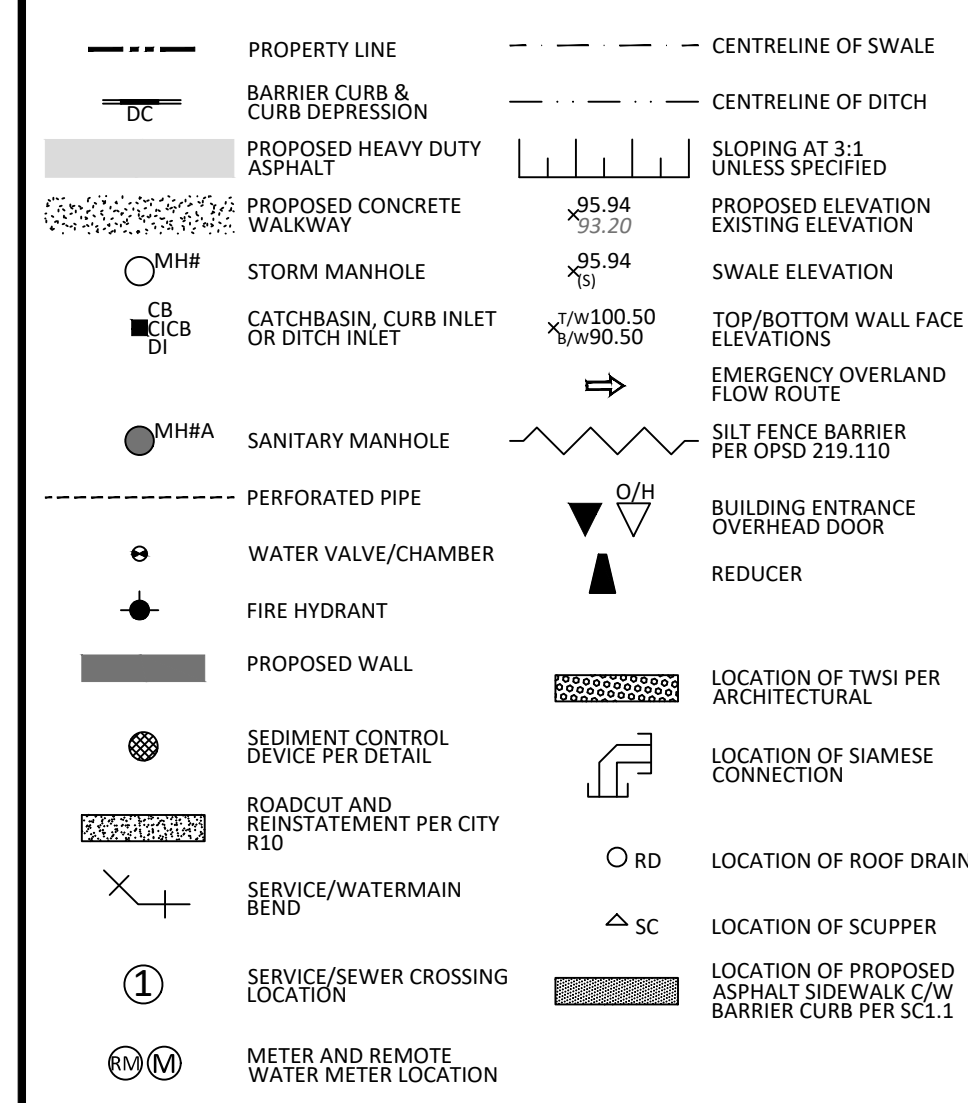 PROPERTY LINE
DC
BARRIER CURB &
CURB DEPRESSION
PROPOSED HEAVY DUTY
ASPHALT
PROPOSED CONCRETE
WALKWAY
MH#
STORM MANHOLE
CB
CICB
DI
CATCHBASIN, CURB INLET
OR DITCH INLET
MH#A
SANITARY MANHOLE
PERFORATED PIPE
WATER VALVE/CHAMBER
FIRE HYDRANT
PROPOSED WALL
SEDIMENT CONTROL
DEVICE PER DETAIL
ROADCUT AND
REINSTATEMENT PER CITY
R10
SERVICE/WATERMAIN
BEND
1
SERVICE/SEWER CROSSING
LOCATION
RM M
METER AND REMOTE
WATER METER LOCATION
CENTRELINE OF SWALE
CENTRELINE OF DITCH
SLOPING AT 3:1
UNLESS SPECIFIED
95.94
93.20
PROPOSED ELEVATION
EXISTING ELEVATION
95.94
(S)
SWALE ELEVATION
T/W100.50
B/W90.50
TOP/BOTTOM WALL FACE
ELEVATIONS
EMERGENCY OVERLAND
FLOW ROUTE
SILT FENCE BARRIER
PER OPSD 219.110
O/H
BUILDING ENTRANCE
OVERHEAD DOOR
REDUCER
LOCATION OF TWSI PER
ARCHITECTURAL
LOCATION OF SIAMESE
CONNECTION
RD
LOCATION OF ROOF DRAIN
SC
LOCATION OF SCUPPER
LOCATION OF PROPOSED
ASPHALT SIDEWALK C/W
BARRIER CURB PER SC1.1